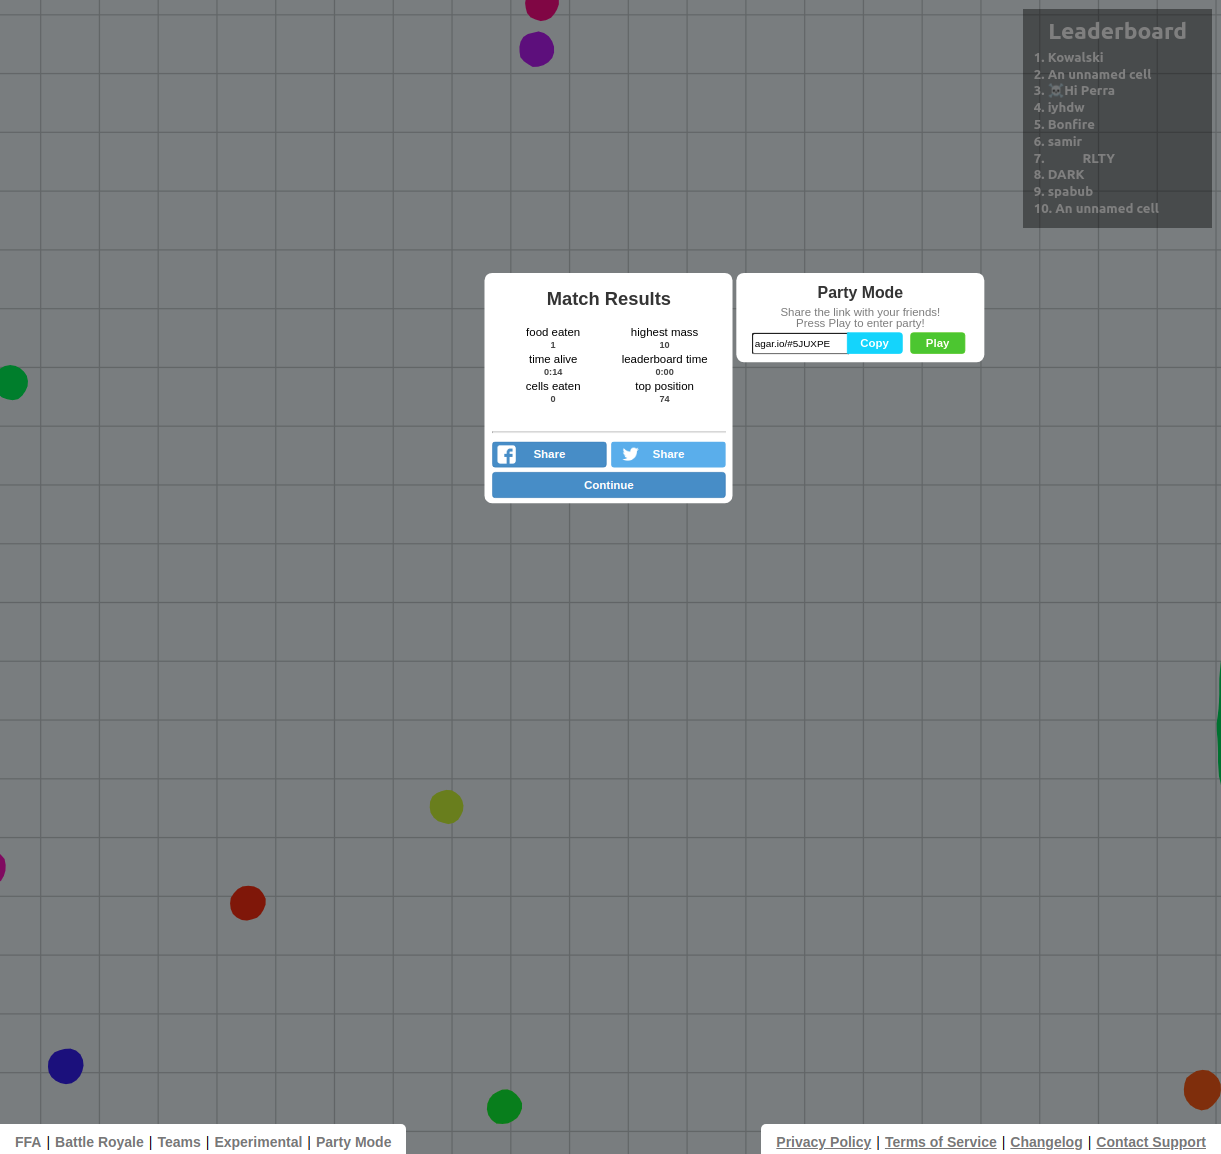 Leaderboard
1. Kowalski
2. An unnamed cell
3. ☠️Hi Perra
4. iyhdw
5. Bonfire
6. samir
7. RLTY
8. DARK
9. spabub
10. An unnamed cell
Match Results
food eaten highest mass
1 10
time alive leaderboard time
0:14 0:00
cells eaten top position
0 74
Share Share
Continue
Party Mode
Share the link with your friends!
Press Play to enter party!
agar.io/#5JUXPE Copy Play
FFA | Battle Royale | Teams | Experimental | Party Mode
Privacy Policy | Terms of Service | Changelog | Contact Support